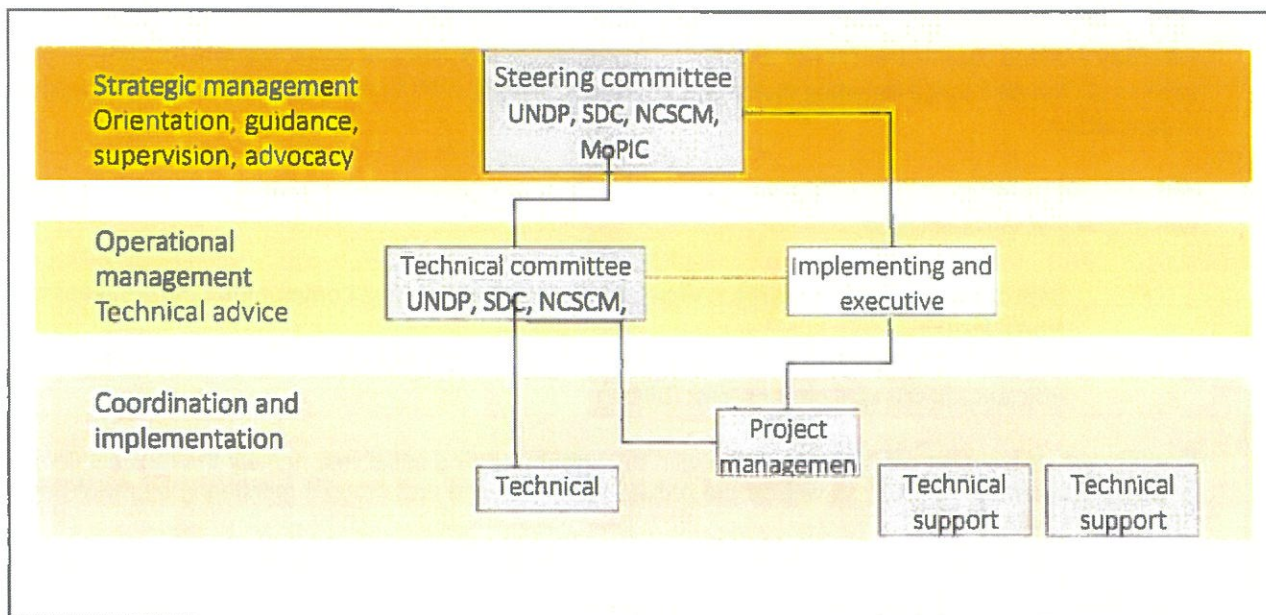 Strategic management
Orientation, guidance,
supervision, advocacy
Steering committee
UNDP, SDC, NCSCM,
MoPIC
Operational
management
Technical advice
Technical committee
UNDP, SDC, NCSCM,
Implementing and
executive
Coordination and
implementation
Project
managemen
Technical
Technical
support
Technical
support